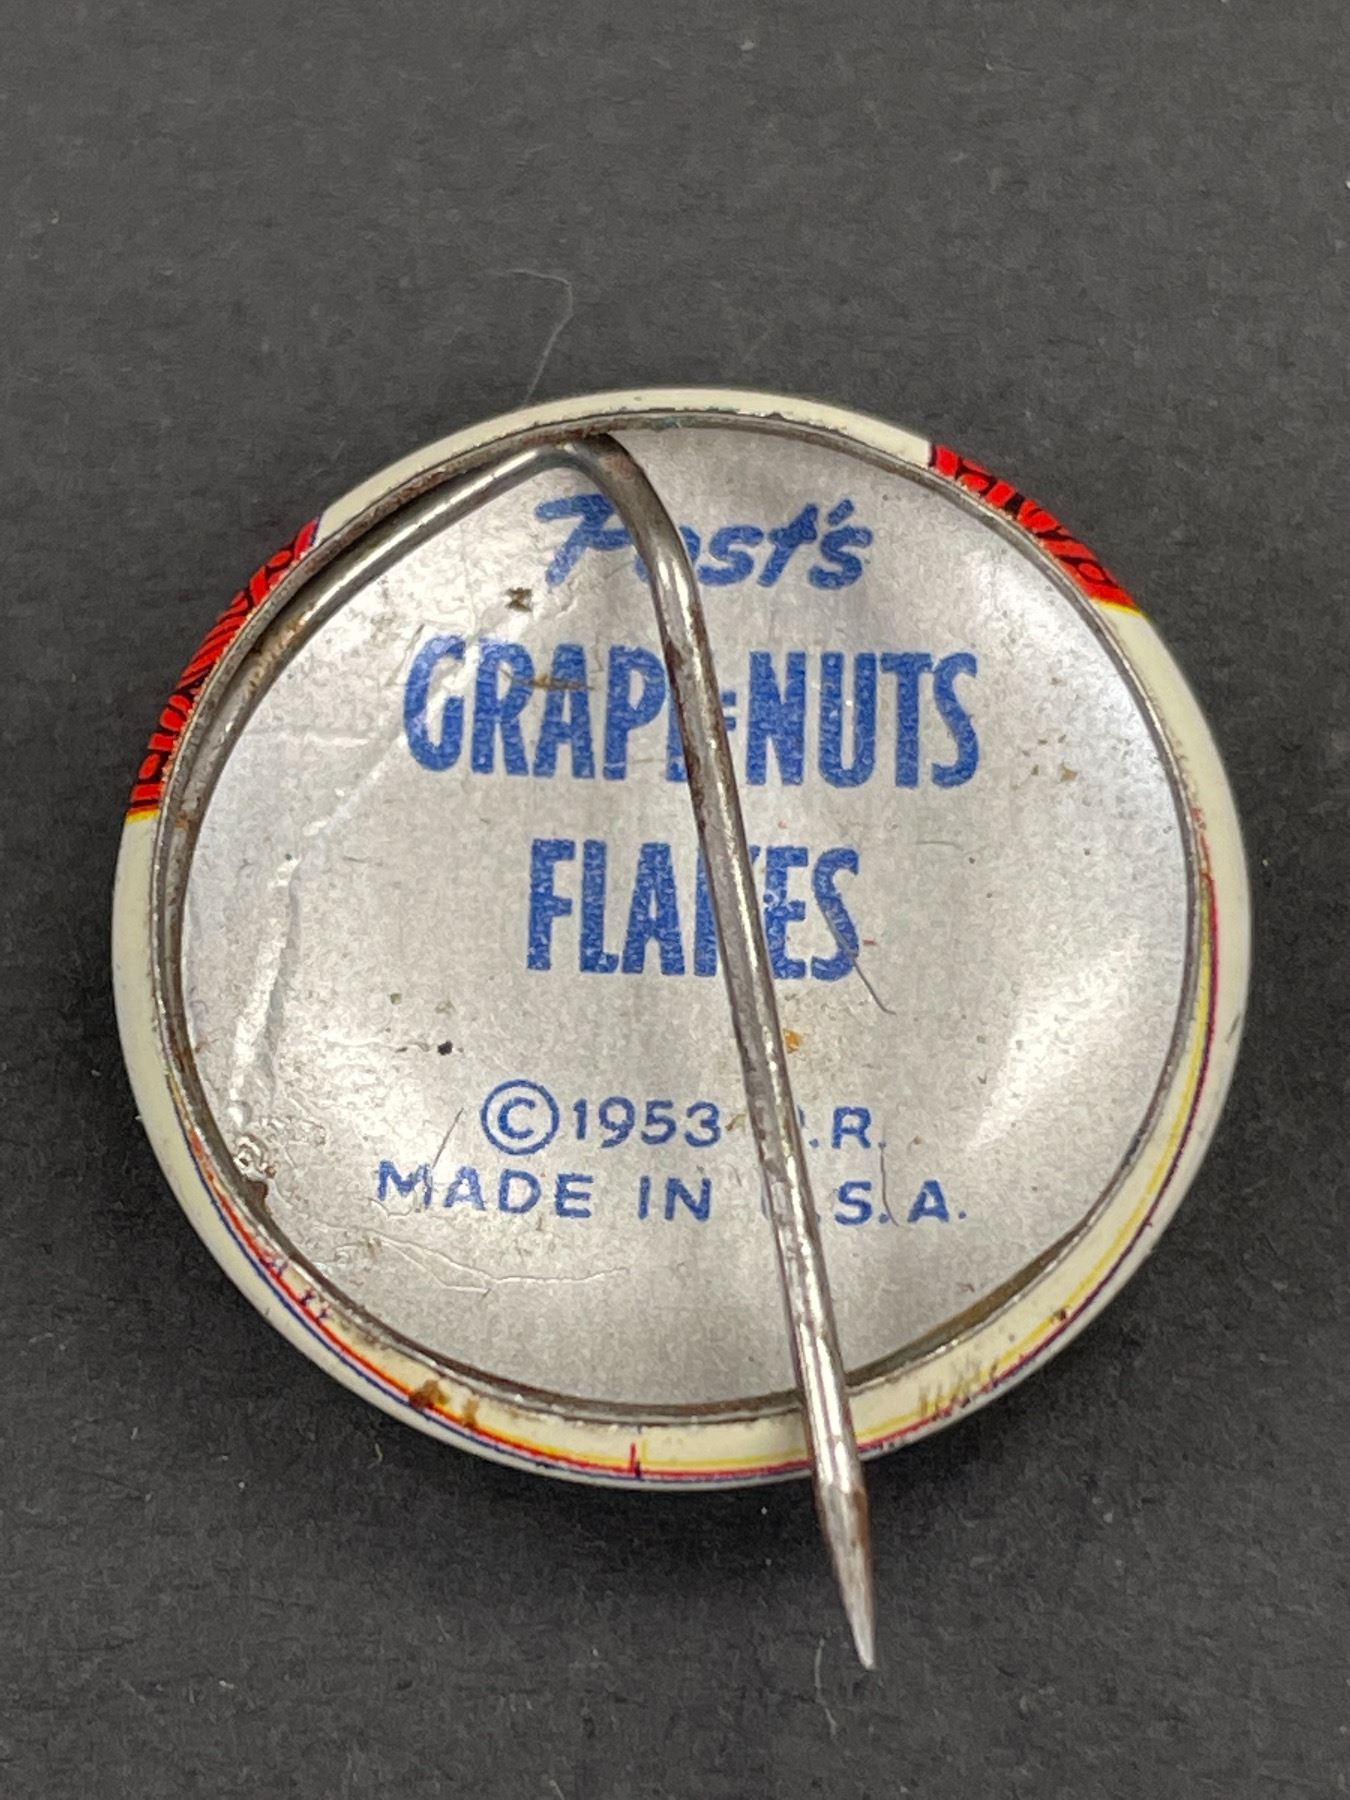 Post's
GRAPE=NUTS
FLAKES
©1953 R.R.
MADE IN U.S.A.